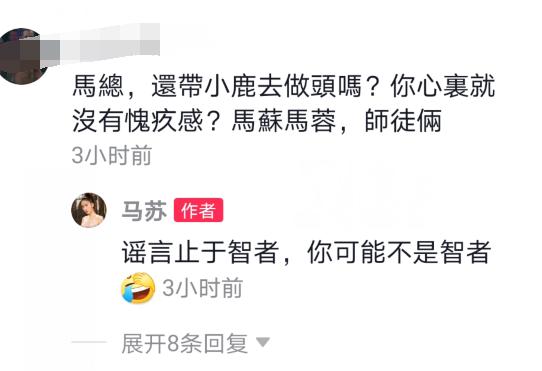 馬總，還帶小鹿去做頭嗎？你心裏就
沒有愧疚感？馬蘇馬蓉，師徒倆
3小时前
马苏 作者
谣言止于智者，你可能不是智者
3小时前
展开8条回复